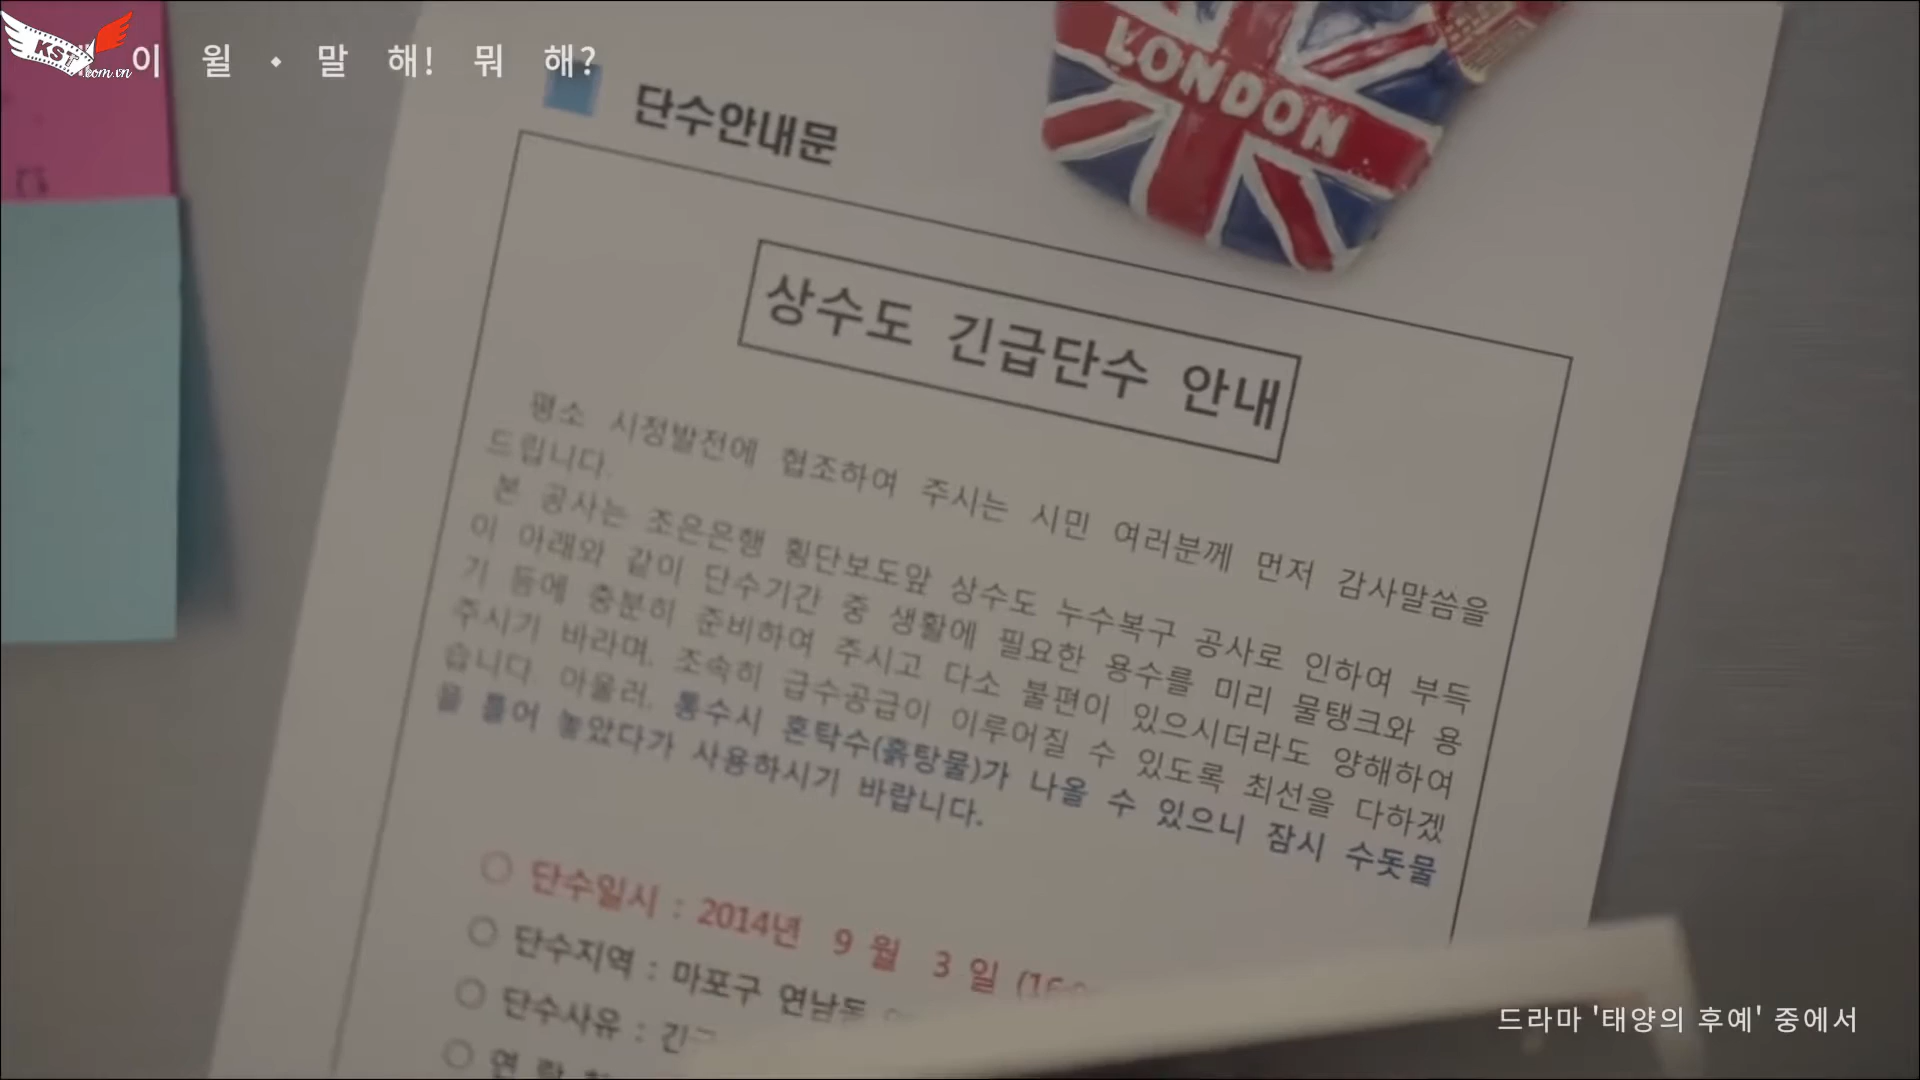 KST
.com.vn
이월 • 말해! 뭐해?
LONDON
단수안내문
상수도 긴급단수 안내
평소 시정발전에 협조하여 주시는 시민 여러분께 먼저 감사말씀을
드립니다.
본 공사는 조은은행 횡단보도앞 상수도 누수복구 공사로 인하여 부득
이 아래와 같이 단수기간 중 생활에 필요한 용수를 미리 물탱크와 용
기 등에 충분히 준비하여 주시고 다소 불편이 있으시더라도 양해하여
주시기 바라며, 조속히 급수공급이 이루어질 수 있도록 최선을 다하겠
습니다. 아울러, 통수시 혼탁수(흙탕물)가 나올 수 있으니 잠시 수돗물
을 틀어 놓았다가 사용하시기 바랍니다.
○ 단수일시 : 2014년 9 월 3 일
○ 단수지역 : 마포구 연남동
○ 단수사유 :
○ 연 락
드라마 '태양의 후예' 중에서